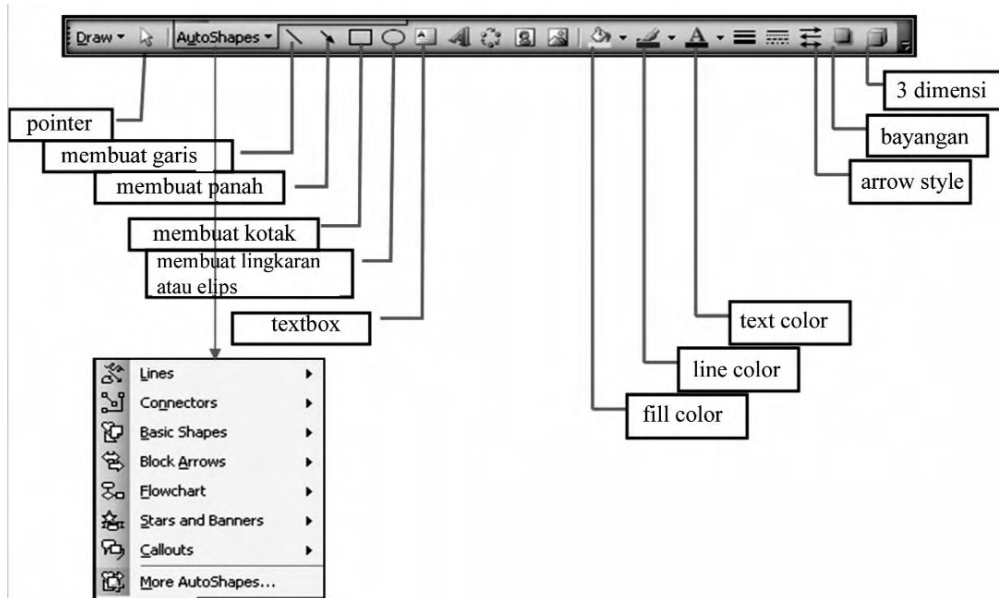 Draw
AutoShapes
A
A
A
3 dimensi
pointer
bayangan
membuat garis
arrow style
membuat panah
membuat kotak
membuat lingkaran
atau elips
textbox
text color
line color
fill color
Lines
Connectors
Basic Shapes
Block Arrows
Flowchart
Stars and Banners
Callouts
More AutoShapes...